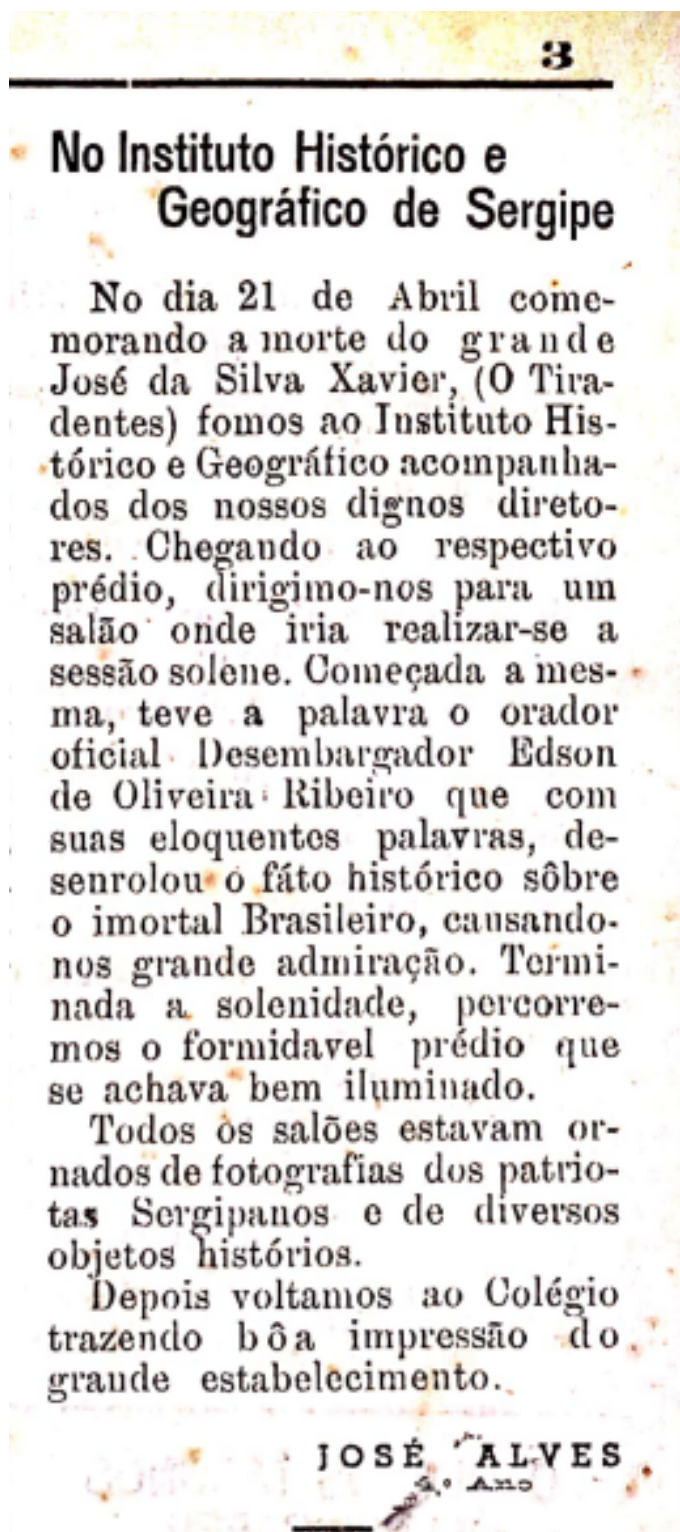 3
No Instituto Histórico e
Geográfico de Sergipe
No dia 21 de Abril come-
morando a morte do grande
José da Silva Xavier, (O Tira-
dentes) fomos ao Instituto His-
tórico e Geográfico acompanha-
dos dos nossos dignos direto-
res. Chegando ao respectivo
prédio, dirigimo-nos para um
salão onde iria realizar-se a
sessão solene. Começada a mes-
ma, teve a palavra o orador
oficial Desembargador Edson
de Oliveira Ribeiro que com
suas eloquentes palavras, de-
senrolou o fáto histórico sôbre
o imortal Brasileiro, causando-
nos grande admiração. Termi-
nada a solenidade, percorre-
mos o formidavel prédio que
se achava bem iluminado.
Todos os salões estavam or-
nados de fotografias dos patrio-
tas Sergipanos e de diversos
objetos histórios.
Depois voltamos ao Colégio
trazendo bôa impressão do
grande estabelecimento.
JOSÉ ALVES
Ano